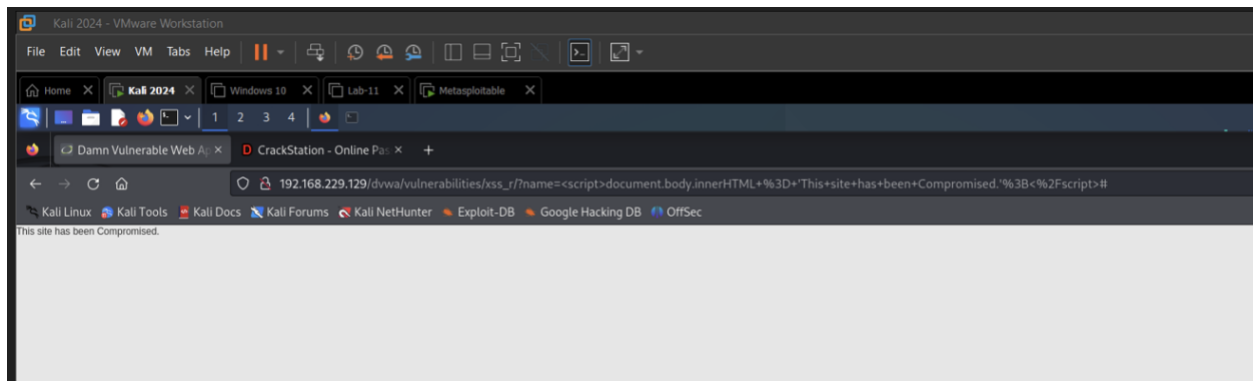 Kali 2024 - VMware Workstation
File Edit View VM Tabs Help
Home Kali 2024 Windows 10 Lab-11 Metasploitable
1 2 3 4
Damn Vulnerable Web Ap CrackStation - Online Pas
192.168.229.129/dvwa/vulnerabilities/xss_r/?name=<script>document.body.innerHTML+%3D+'This+site+has+been+Compromised.'%3B<%2Fscript>#
Kali Linux Kali Tools Kali Docs Kali Forums Kali NetHunter Exploit-DB Google Hacking DB OffSec
This site has been Compromised.